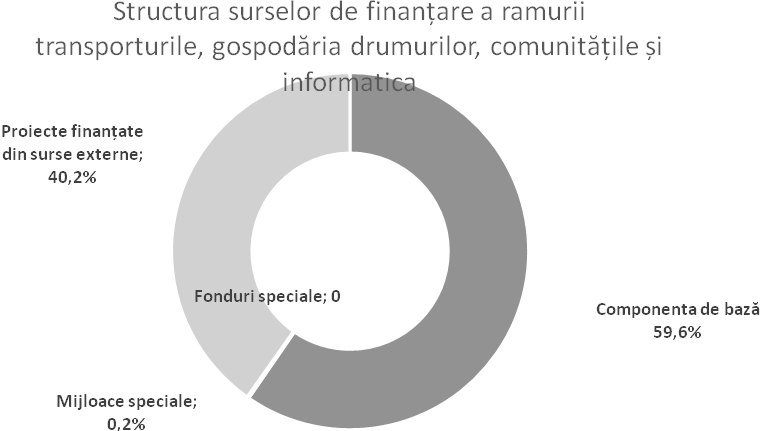 Structura surselor de finanțare a ramurii
transporturile, gospodăria drumurilor, comunitățile și
informatica
Proiecte finanțate
din surse externe;
40,2%
Fonduri speciale; 0
Componenta de bază
59,6%
Mijloace speciale;
0,2%